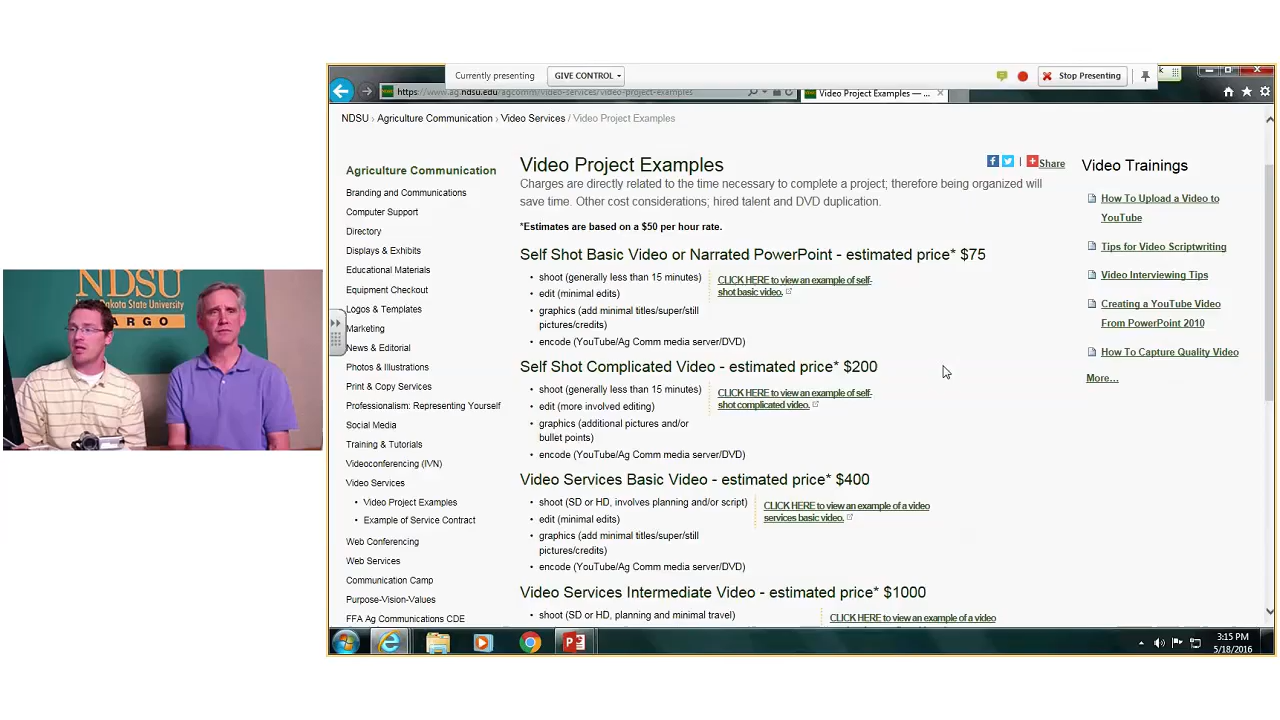 Currently presenting
GIVE CONTROL
Stop Presenting
https://www.ag.ndsu.edu/agcomm/video-services/video-project-examples
Video Project Examples — ...
NDSU › Agriculture Communication › Video Services / Video Project Examples
Agriculture Communication
Branding and Communications
Computer Support
Directory
Displays & Exhibits
Educational Materials
Equipment Checkout
Logos & Templates
Marketing
News & Editorial
Photos & Illustrations
Print & Copy Services
Professionalism: Representing Yourself
Social Media
Training & Tutorials
Videoconferencing (IVN)
Video Services
• Video Project Examples
• Example of Service Contract
Web Conferencing
Web Services
Communication Camp
Purpose-Vision-Values
FFA Ag Communications CDE
Video Project Examples
Share
Charges are directly related to the time necessary to complete a project; therefore being organized will
save time. Other cost considerations; hired talent and DVD duplication.
*Estimates are based on a $50 per hour rate.
Self Shot Basic Video or Narrated PowerPoint - estimated price* $75
• shoot (generally less than 15 minutes)
• edit (minimal edits)
• graphics (add minimal titles/super/still
pictures/credits)
• encode (YouTube/Ag Comm media server/DVD)
CLICK HERE to view an example of self-
shot basic video.
Self Shot Complicated Video - estimated price* $200
• shoot (generally less than 15 minutes)
• edit (more involved editing)
• graphics (additional pictures and/or
bullet points)
• encode (YouTube/Ag Comm media server/DVD)
CLICK HERE to view an example of self-
shot complicated video.
Video Services Basic Video - estimated price* $400
• shoot (SD or HD, involves planning and/or script)
• edit (minimal edits)
• graphics (add minimal titles/super/still
pictures/credits)
• encode (YouTube/Ag Comm media server/DVD)
CLICK HERE to view an example of a video
services basic video.
Video Services Intermediate Video - estimated price* $1000
• shoot (SD or HD, planning and minimal travel)
CLICK HERE to view an example of a video
Video Trainings
How To Upload a Video to
YouTube
Tips for Video Scriptwriting
Video Interviewing Tips
Creating a YouTube Video
From PowerPoint 2010
How To Capture Quality Video
More...
3:15 PM
5/18/2016
NDSU
Dakota State University
ARGO